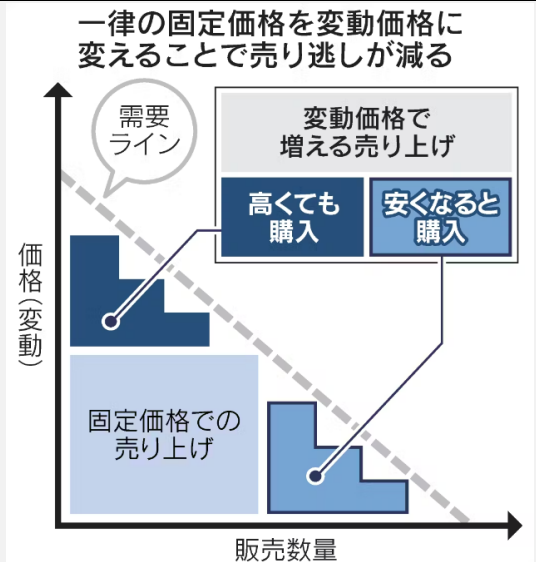 一律の固定価格を変動価格に
変えることで売り逃しが減る
需要
ライン
変動価格で
増える売り上げ
高くても
購入
安くなると
購入
価格(変動)
固定価格での
売り上げ
販売数量